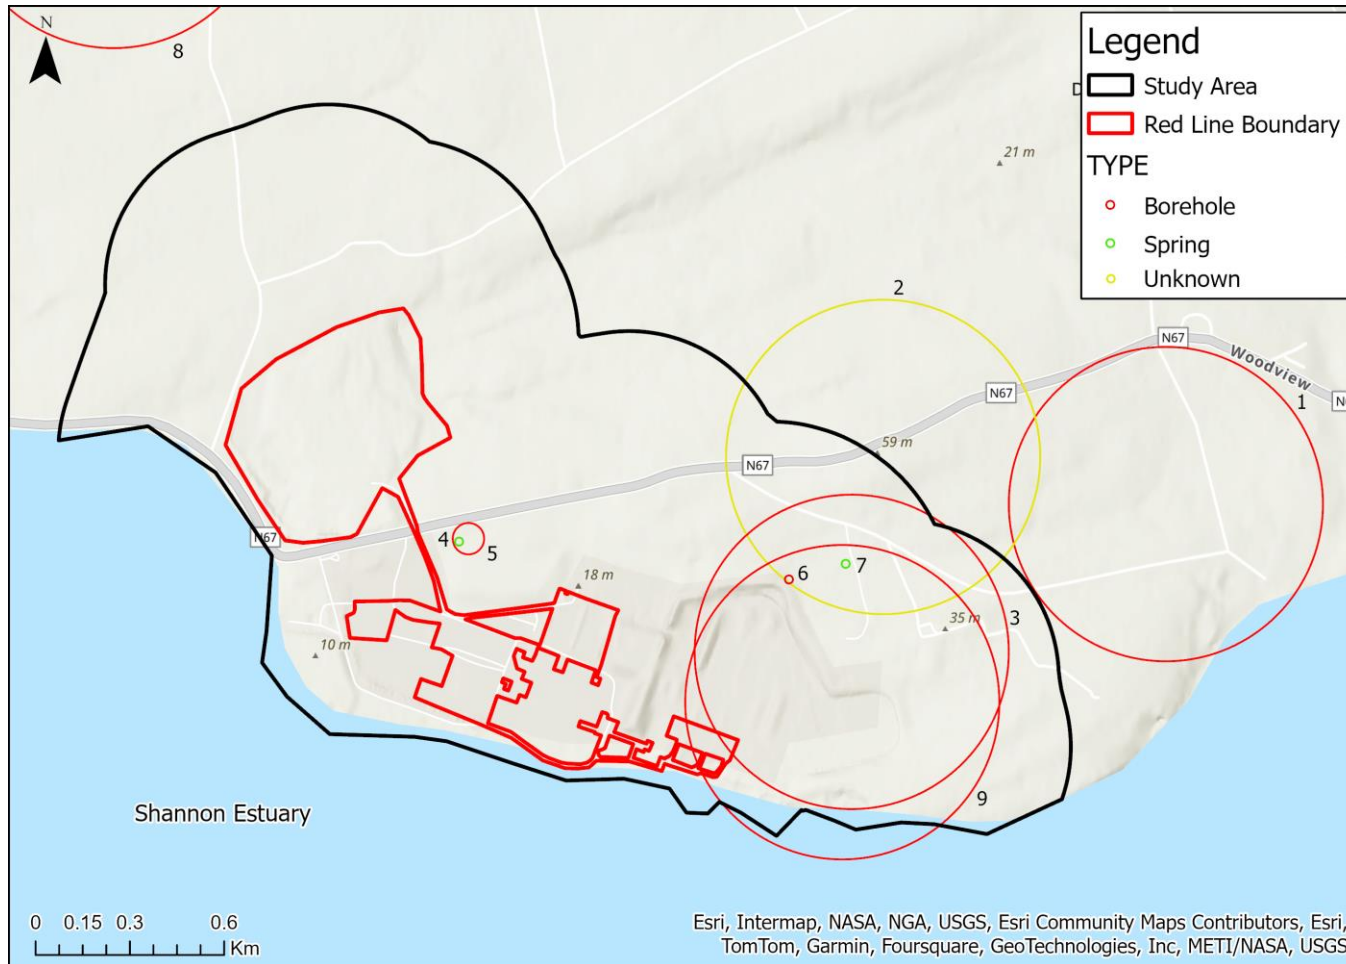 N
8
Legend
D
Study Area
Red Line Boundary
TYPE
Borehole
Spring
Unknown
21 m
2
N67
Woodview
1
N6
N67
59 m
N67
N67
4
5
6
7
18 m
3
35 m
10 m
9
Shannon Estuary
0 0.15 0.3 0.6
Km
Esri, Intermap, NASA, NGA, USGS, Esri Community Maps Contributors, Esri,
TomTom, Garmin, Foursquare, GeoTechnologies, Inc, METI/NASA, USGS